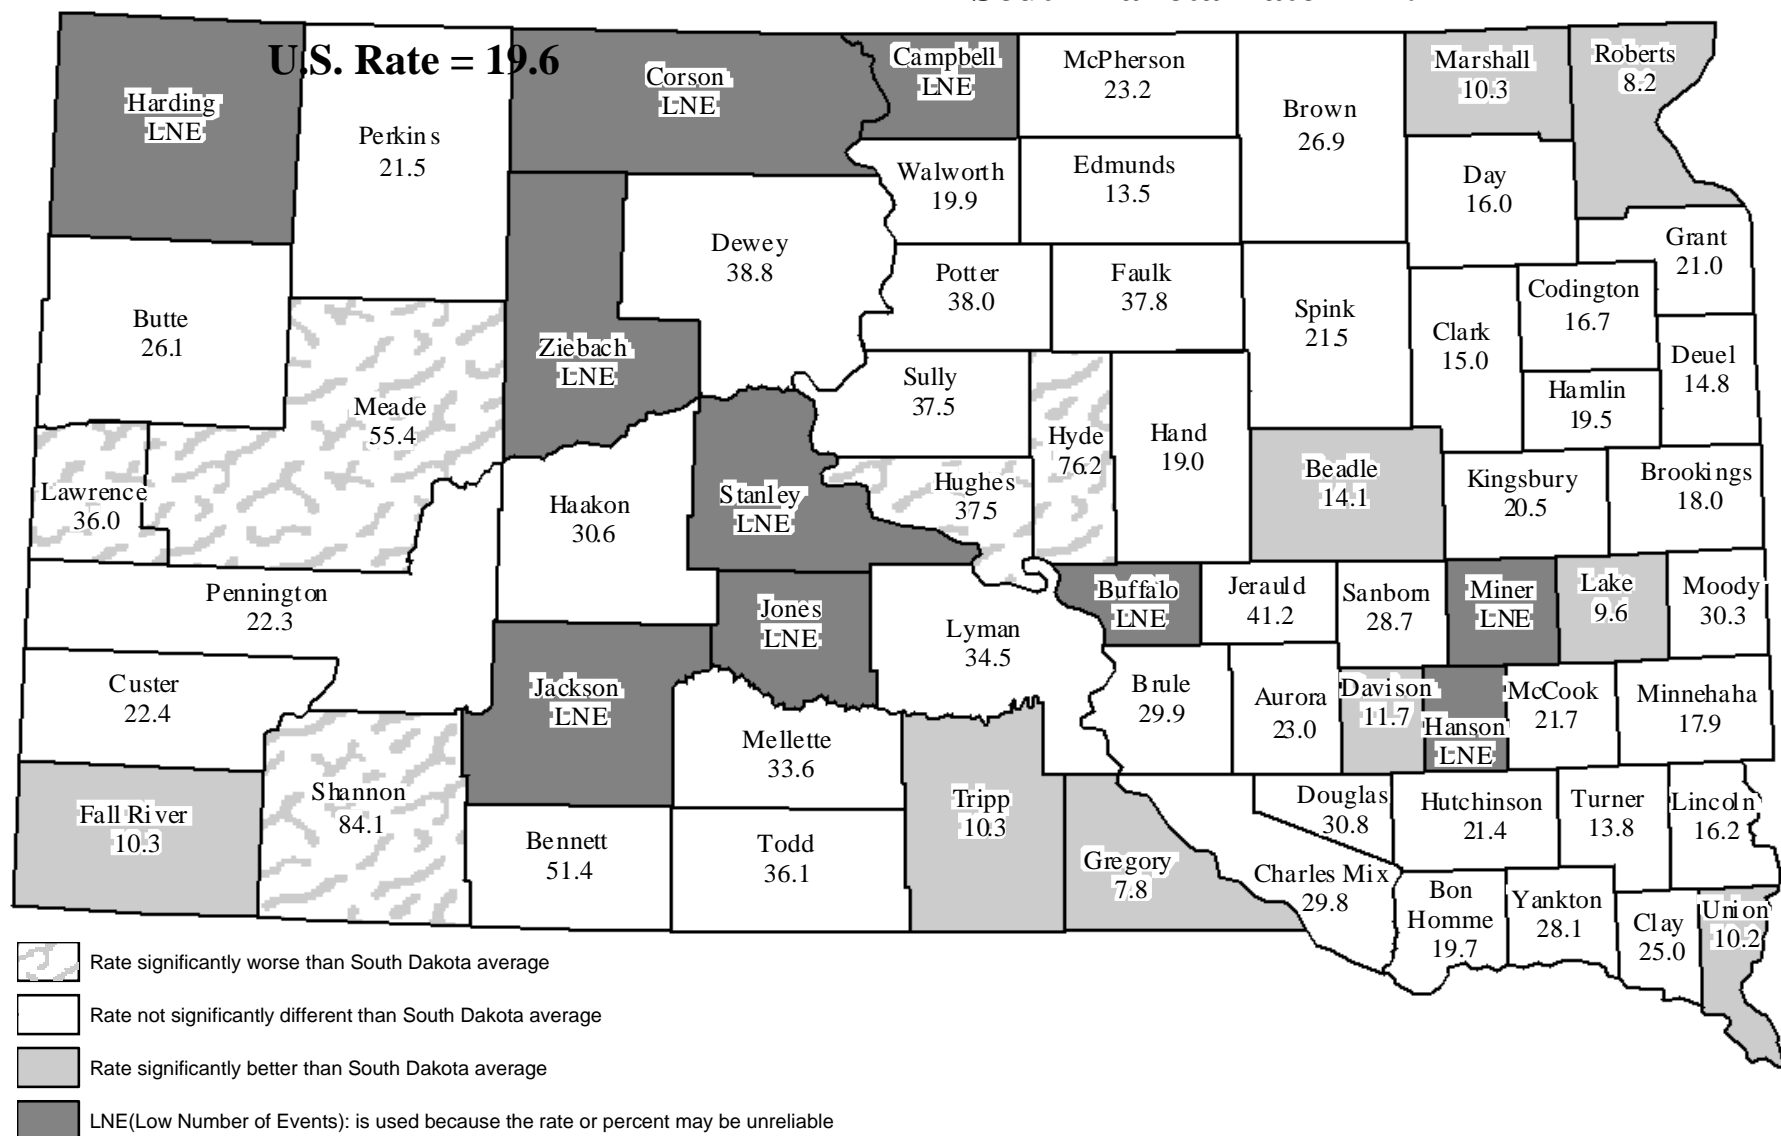 U.S. Rate = 19.6
Harding
LNE
Perkins
21.5
Corson
LNE
Campbell
LNE
McPherson
23.2
Brown
26.9
Marshall
10.3
Roberts
8.2
Walworth
19.9
Edmunds
13.5
Day
16.0
Grant
21.0
Butte
26.1
Meade
55.4
Ziebach
LNE
Dewey
38.8
Potter
38.0
Faulk
37.8
Spink
21.5
Clark
15.0
Codington
16.7
Deuel
14.8
Hamlin
19.5
Lawrence
36.0
Haakon
30.6
Stanley
LNE
Sully
37.5
Hughes
37.5
Hyde
76.2
Hand
19.0
Beadle
14.1
Kingsbury
20.5
Brookings
18.0
Pennington
22.3
Jones
LNE
Lyman
34.5
Buffalo
LNE
Jerauld
41.2
Sanborn
28.7
Miner
LNE
Lake
9.6
Moody
30.3
Custer
22.4
Jackson
LNE
Mellette
33.6
Brule
29.9
Aurora
23.0
Davison
11.7
Hanson
LNE
McCook
21.7
Minnehaha
17.9
Fall River
10.3
Shannon
84.1
Bennett
51.4
Todd
36.1
Tripp
10.3
Gregory
7.8
Charles Mix
29.8
Douglas
30.8
Hutchinson
21.4
Turner
13.8
Lincoln
16.2
Bon
Homme
19.7
Yankton
28.1
Clay
25.0
Union
10.2
Rate significantly worse than South Dakota average
Rate not significantly different than South Dakota average
Rate significantly better than South Dakota average
LNE(Low Number of Events): is used because the rate or percent may be unreliable